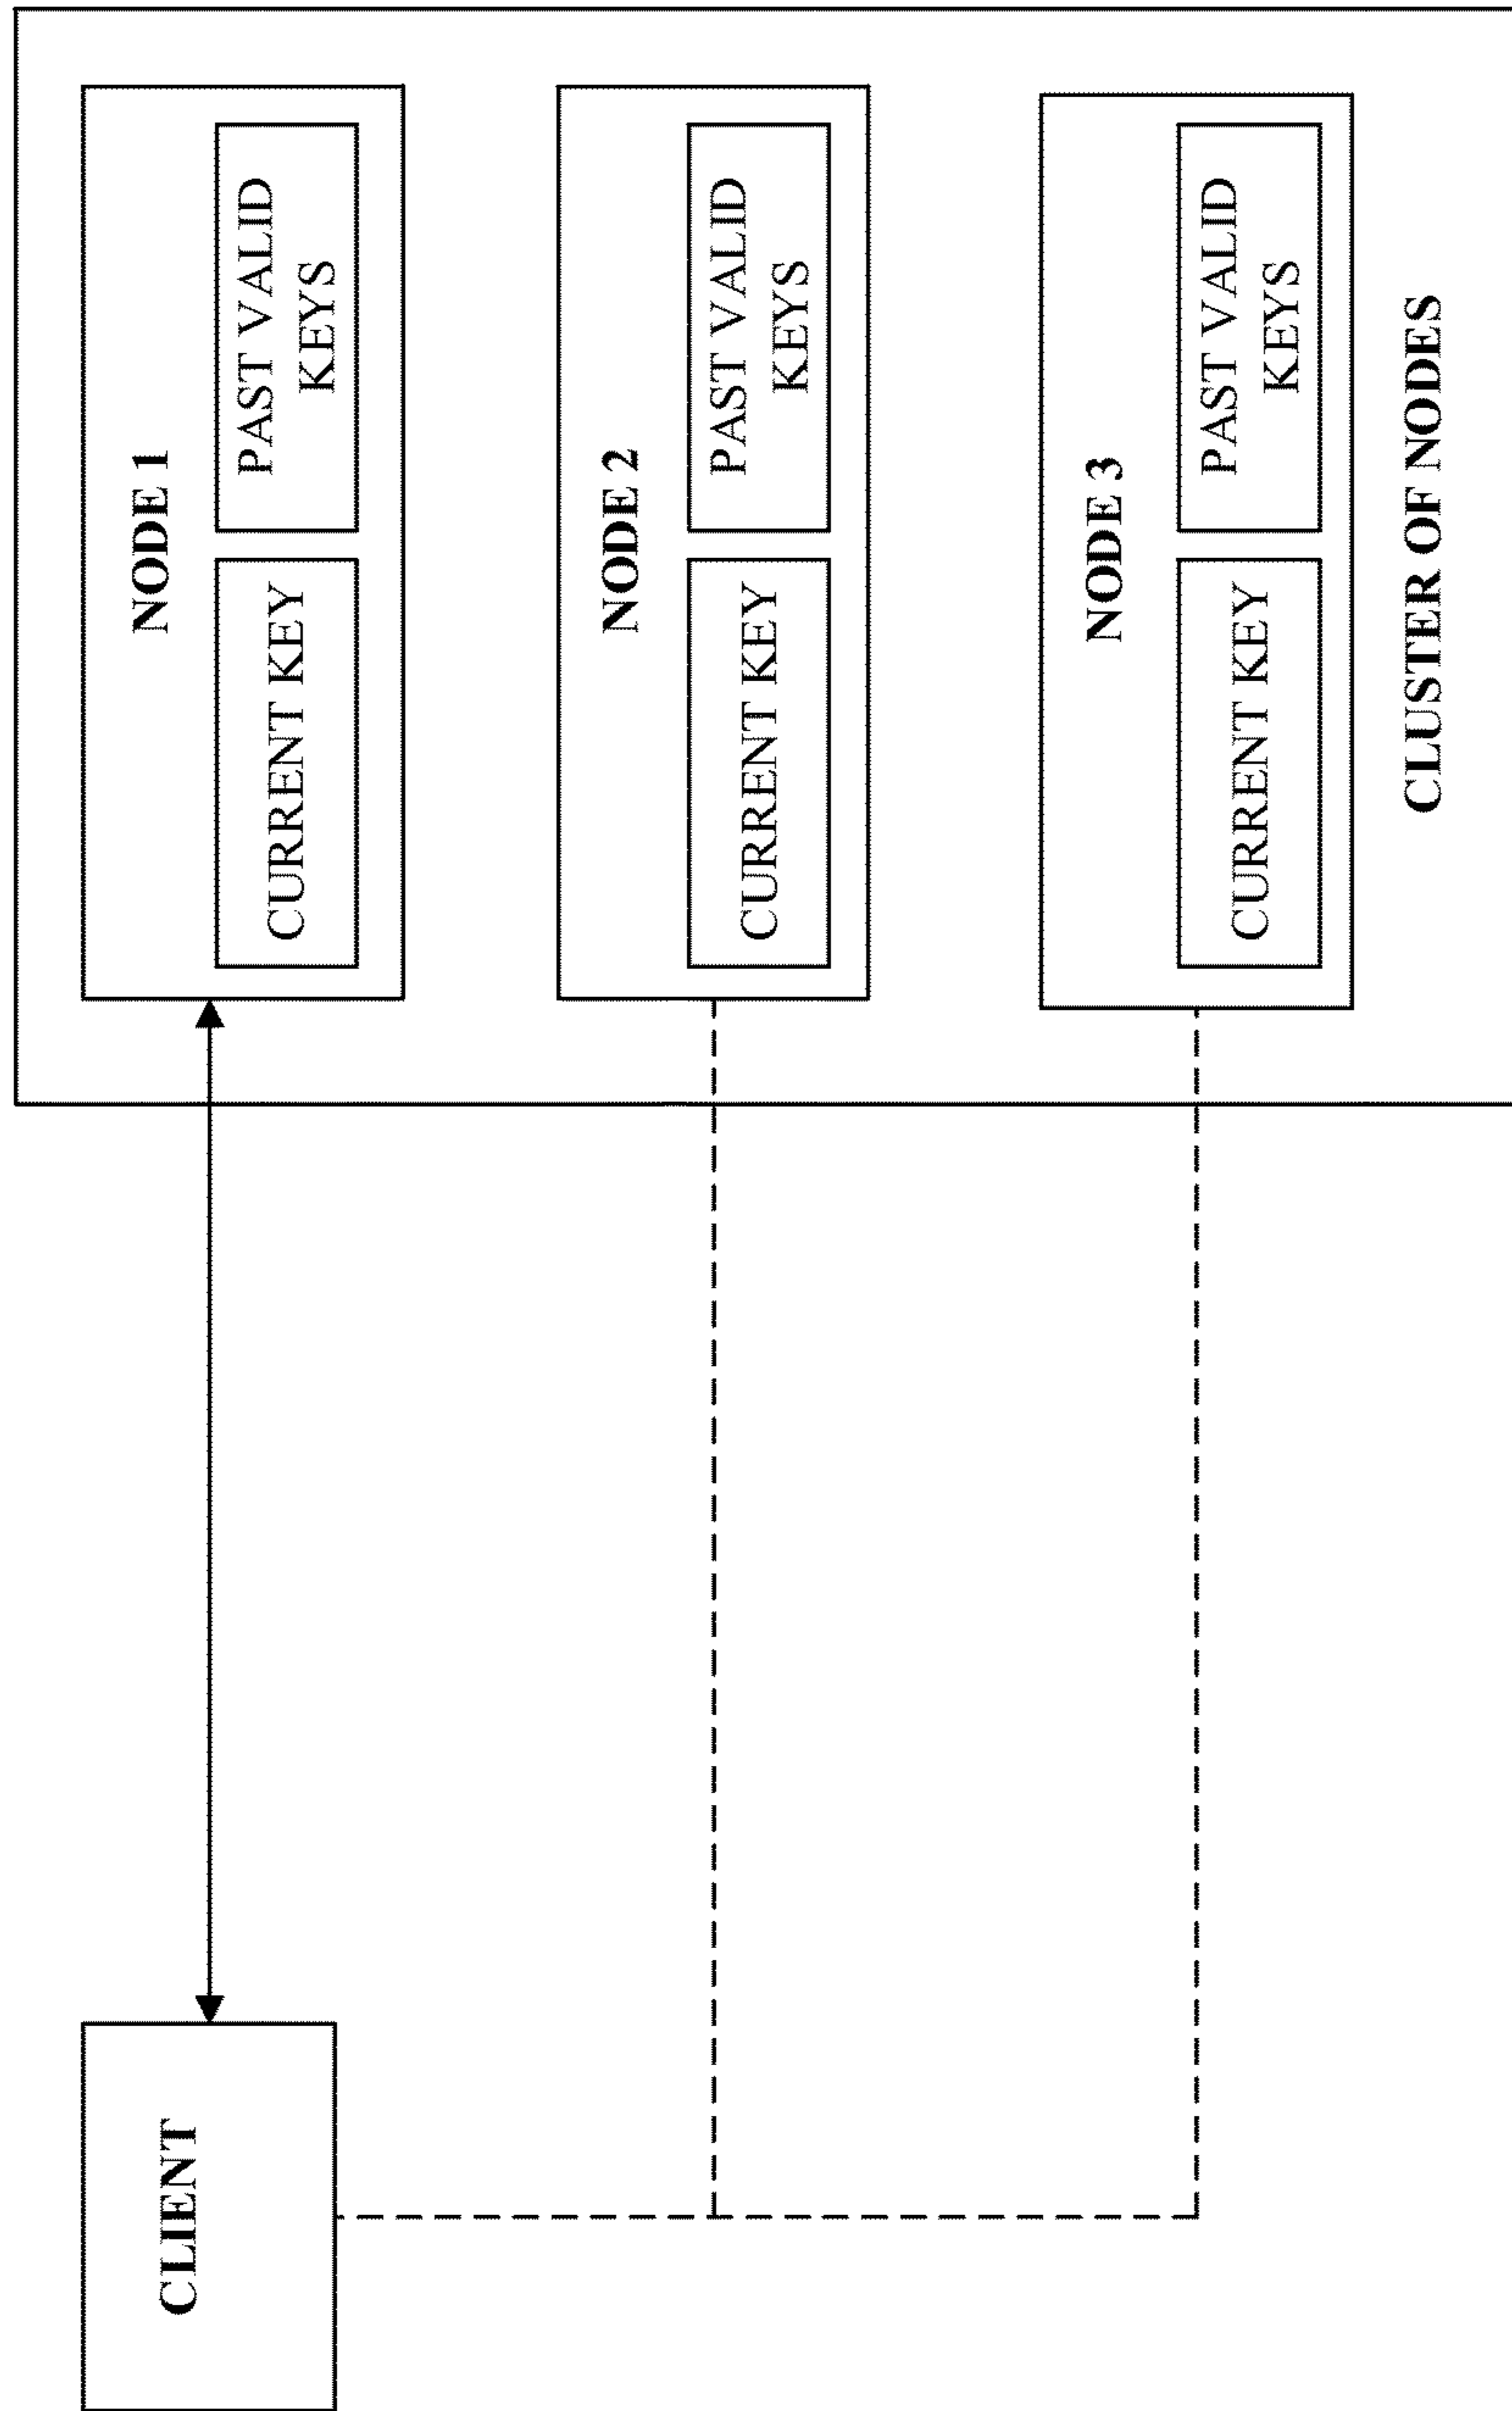 CLIENT
NODE 1
CURRENT KEY
PAST VALID
KEYS
NODE 2
CURRENT KEY
PAST VALID
KEYS
NODE 3
CURRENT KEY
PAST VALID
KEYS
CLUSTER OF NODES